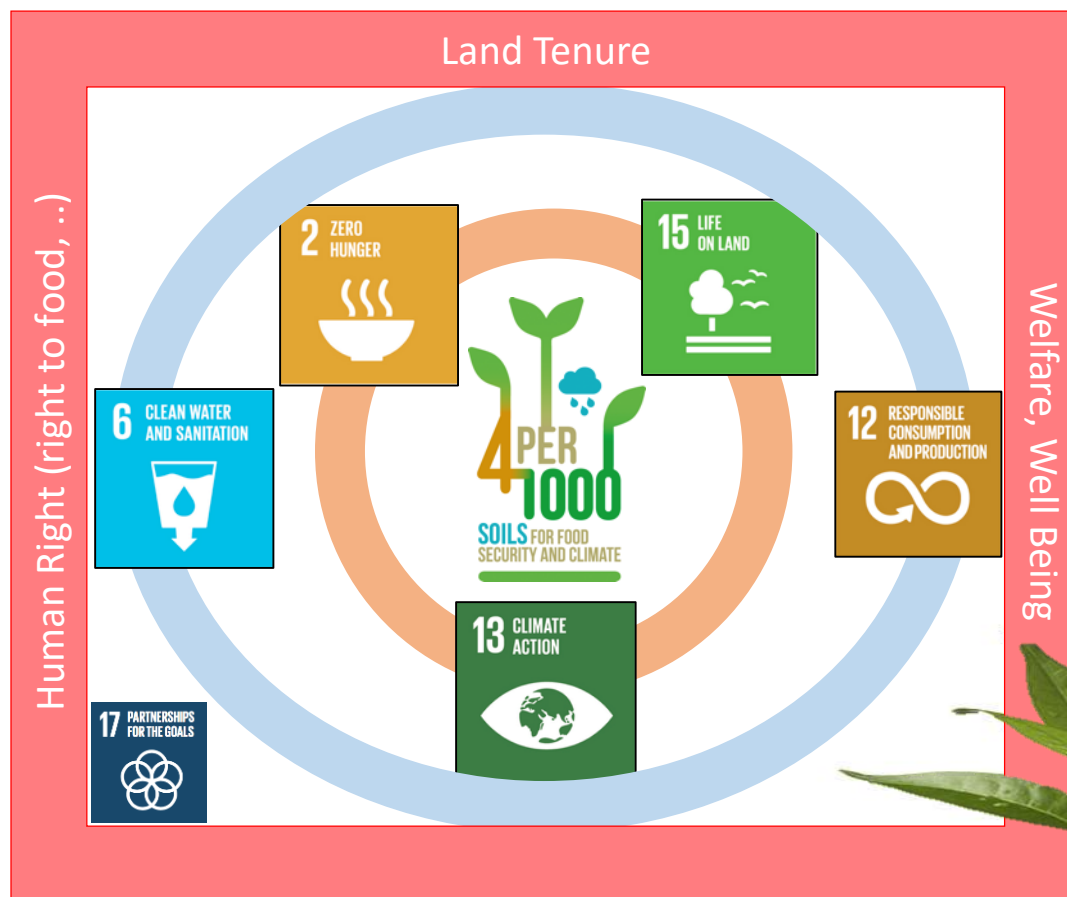 Land Tenure
Human Right (right to food, ..)
Welfare, Well Being
2 ZERO
HUNGER
15 LIFE
ON LAND
6 CLEAN WATER
AND SANITATION
12 RESPONSIBLE
CONSUMPTION
AND PRODUCTION
4 PER
1000
SOILS FOR FOOD
SECURITY AND CLIMATE
13 CLIMATE
ACTION
17 PARTNERSHIPS
FOR THE GOALS